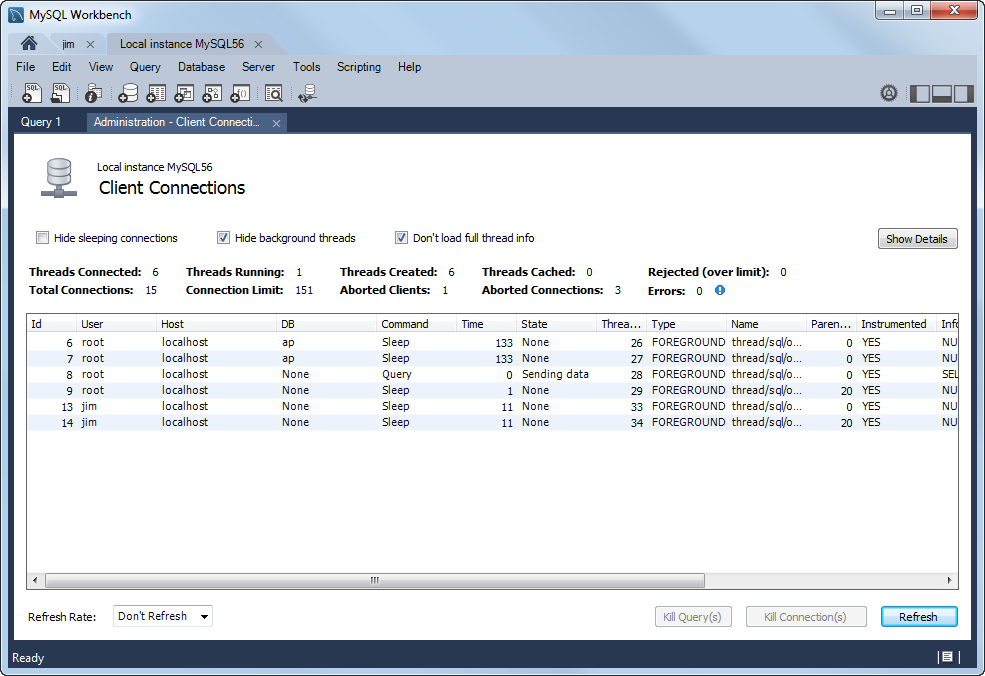 MySQL Workbench
jim Local instance MySQL56
File Edit View Query Database Server Tools Scripting Help
SQL SQL
Query 1 Administration - Client Connecti...
Local instance MySQL56
Client Connections
Hide sleeping connections Hide background threads Don't load full thread info Show Details
Threads Connected: 6 Threads Running: 1 Threads Created: 6 Threads Cached: 0 Rejected (over limit): 0
Total Connections: 15 Connection Limit: 151 Aborted Clients: 1 Aborted Connections: 3 Errors: 0
Id User Host DB Command Time State Threa... Type Name Paren... Instrumented Info
6 root localhost ap Sleep 133 None 26 FOREGROUND thread/sql/o... 0 YES NU
7 root localhost ap Sleep 133 None 27 FOREGROUND thread/sql/o... 0 YES NU
8 root localhost None Query 0 Sending data 28 FOREGROUND thread/sql/o... 0 YES SEL
9 root localhost None Sleep 1 None 29 FOREGROUND thread/sql/o... 20 YES NU
13 jim localhost None Sleep 11 None 33 FOREGROUND thread/sql/o... 0 YES NU
14 jim localhost None Sleep 11 None 34 FOREGROUND thread/sql/o... 20 YES NU
Refresh Rate: Don't Refresh Kill Query(s) Kill Connection(s) Refresh
Ready